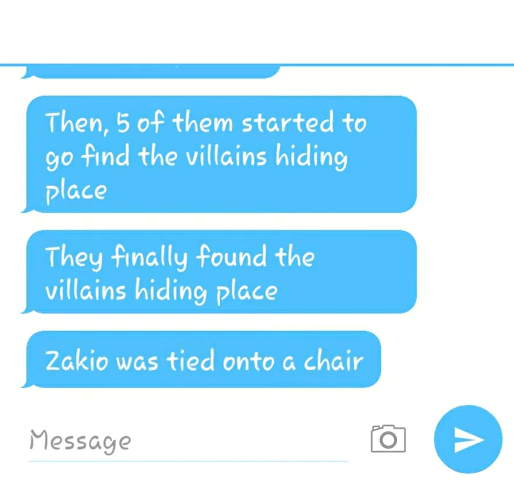 Then, 5 of them started to
go find the villains hiding
place
They finally found the
villains hiding place
Zakio was tied onto a chair
Message